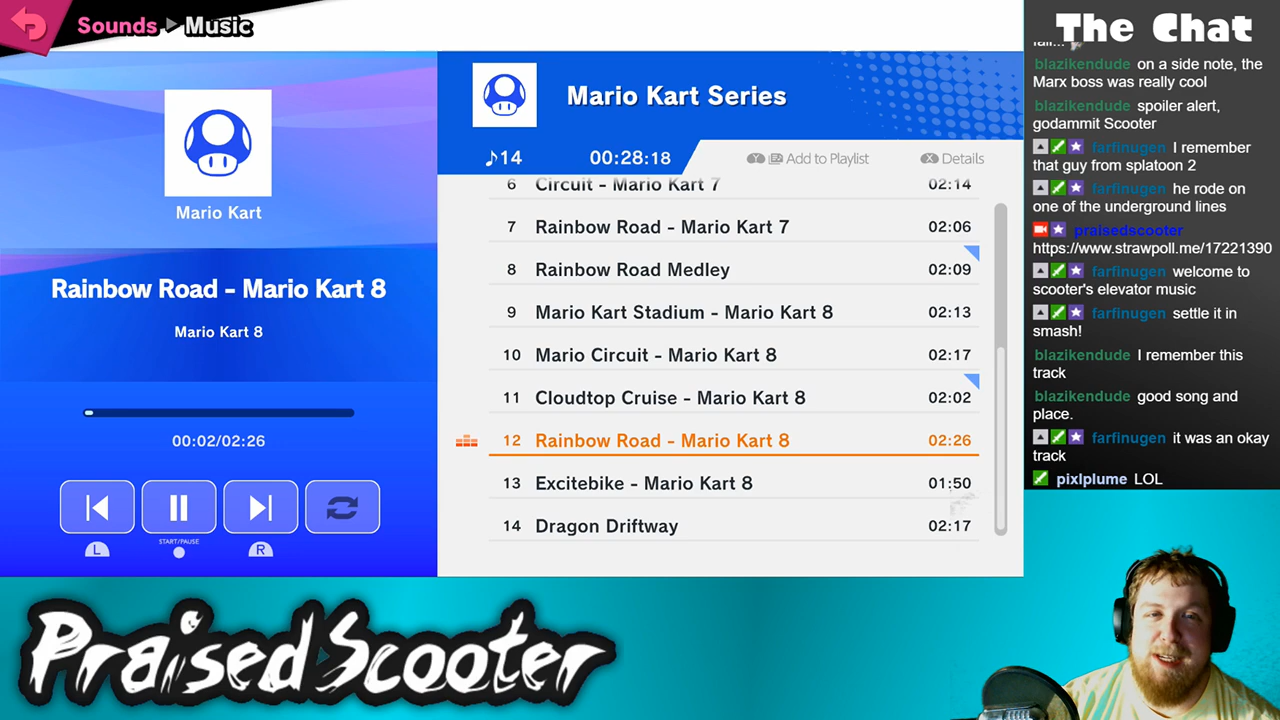 Sounds ▶ Music
Mario Kart
Rainbow Road - Mario Kart 8
Mario Kart 8
00:02/02:26
L
START/PAUSE
R
Mario Kart Series
♪14 00:28:18 Y Add to Playlist X Details
6 Circuit - Mario Kart 7 02:14
7 Rainbow Road - Mario Kart 7 02:06
8 Rainbow Road Medley 02:09
9 Mario Kart Stadium - Mario Kart 8 02:13
10 Mario Circuit - Mario Kart 8 02:17
11 Cloudtop Cruise - Mario Kart 8 02:02
12 Rainbow Road - Mario Kart 8 02:26
13 Excitebike - Mario Kart 8 01:50
14 Dragon Driftway 02:17
The Chat
blazikendude on a side note, the
Marx boss was really cool
blazikendude spoiler alert,
godammit Scooter
farfinugen I remember
that guy from splatoon 2
farfinugen he rode on
one of the underground lines
praisedscooter
https://www.strawpoll.me/17221390
farfinugen welcome to
scooter's elevator music
farfinugen settle it in
smash!
blazikendude I remember this
track
blazikendude good song and
place.
farfinugen it was an okay
track
pixlplume LOL
PraisedScooter